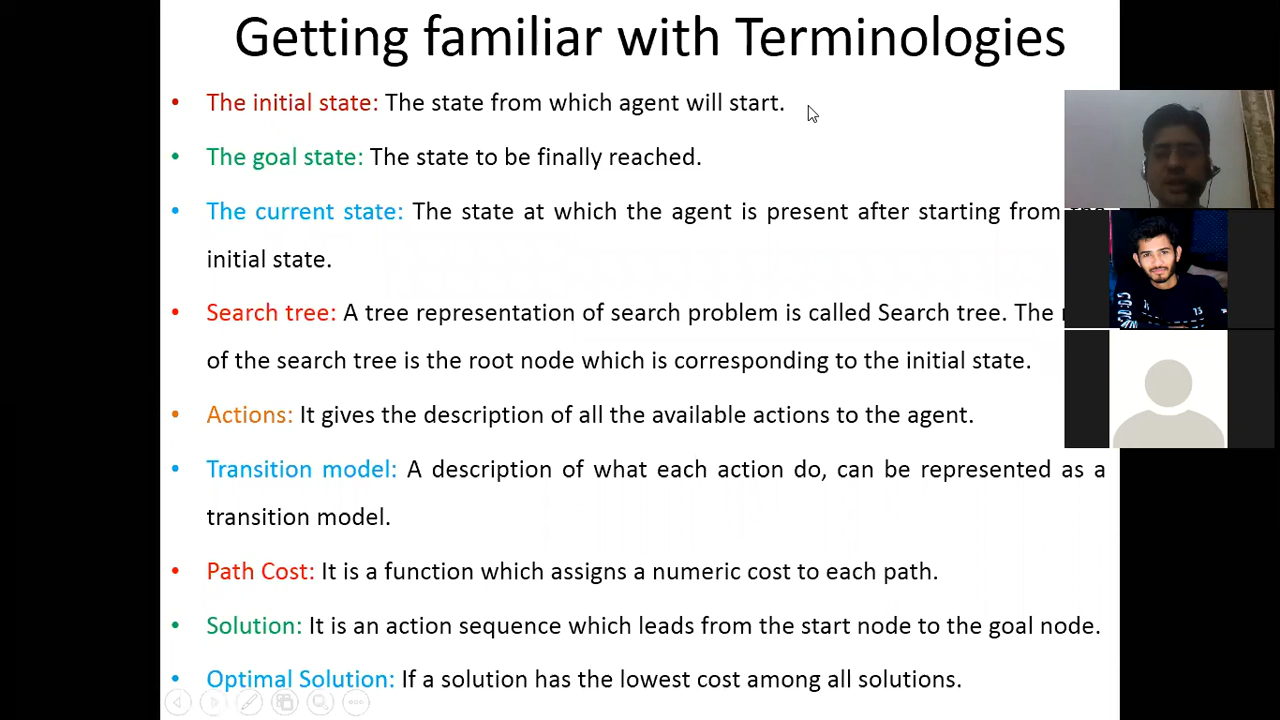 Getting familiar with Terminologies
• The initial state: The state from which agent will start.
• The goal state: The state to be finally reached.
• The current state: The state at which the agent is present after starting from
initial state.
• Search tree: A tree representation of search problem is called Search tree. The
of the search tree is the root node which is corresponding to the initial state.
• Actions: It gives the description of all the available actions to the agent.
• Transition model: A description of what each action do, can be represented as a
transition model.
• Path Cost: It is a function which assigns a numeric cost to each path.
• Solution: It is an action sequence which leads from the start node to the goal node.
• Optimal Solution: If a solution has the lowest cost among all solutions.